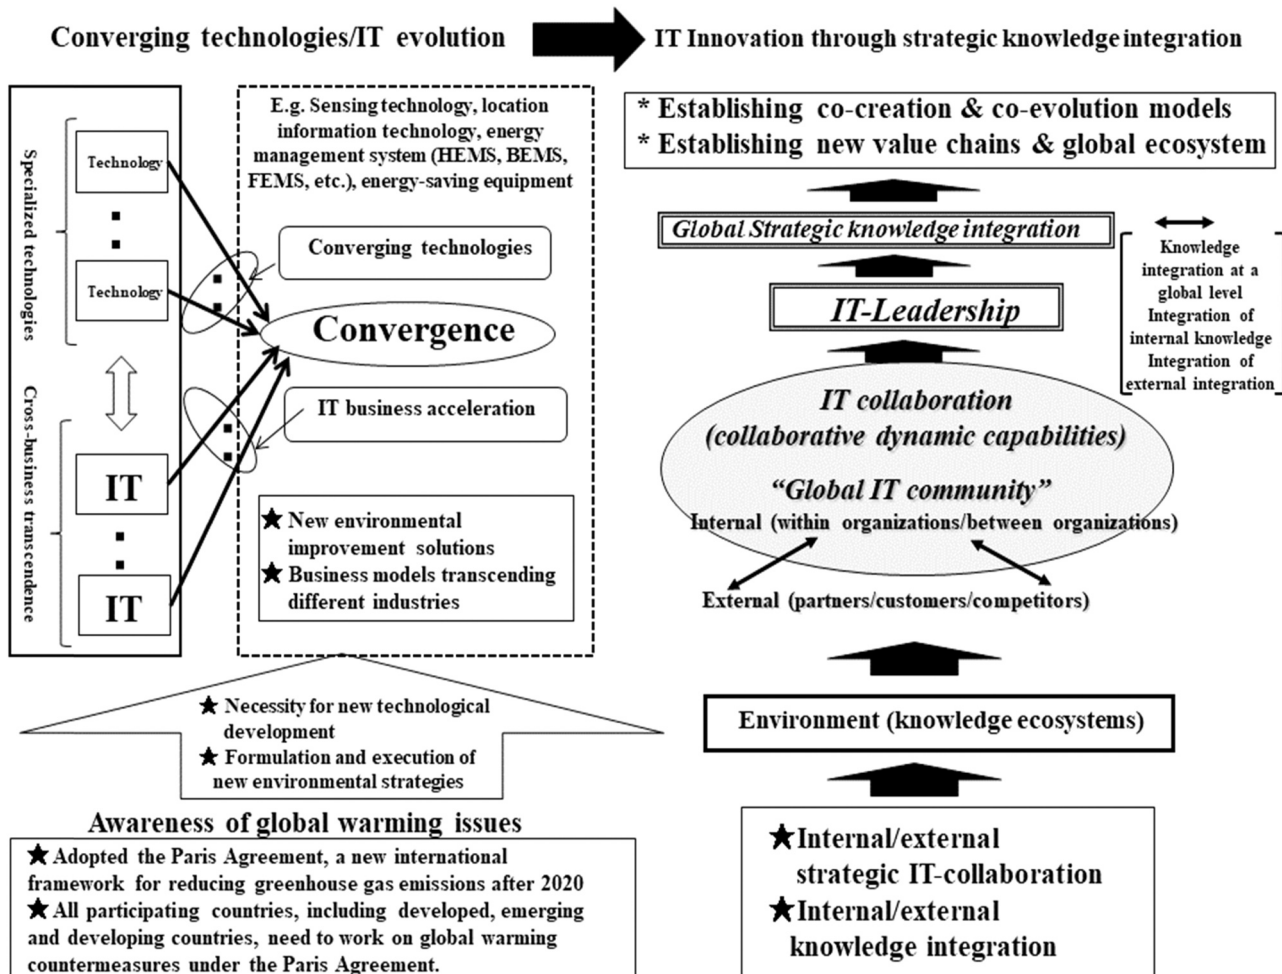 Converging technologies/IT evolution
IT Innovation through strategic knowledge integration
Specialized technologies
Technology
Technology
Cross-business transcendence
IT
IT
E.g. Sensing technology, location
information technology, energy
management system (HEMS, BEMS,
FEMS, etc.), energy-saving equipment
Converging technologies
Convergence
IT business acceleration
★ New environmental
improvement solutions
★ Business models transcending
different industries
★ Necessity for new technological
development
★ Formulation and execution of
new environmental strategies
Awareness of global warming issues
★ Adopted the Paris Agreement, a new international
framework for reducing greenhouse gas emissions after 2020
★ All participating countries, including developed, emerging
and developing countries, need to work on global warming
countermeasures under the Paris Agreement.
* Establishing co-creation & co-evolution models
* Establishing new value chains & global ecosystem
Global Strategic knowledge integration
Knowledge
integration at a
global level
Integration of
internal knowledge
Integration of
external integration
IT-Leadership
IT collaboration
(collaborative dynamic capabilities)
“Global IT community”
Internal (within organizations/between organizations)
External (partners/customers/competitors)
Environment (knowledge ecosystems)
★Internal/external
strategic IT-collaboration
★Internal/external
knowledge integration